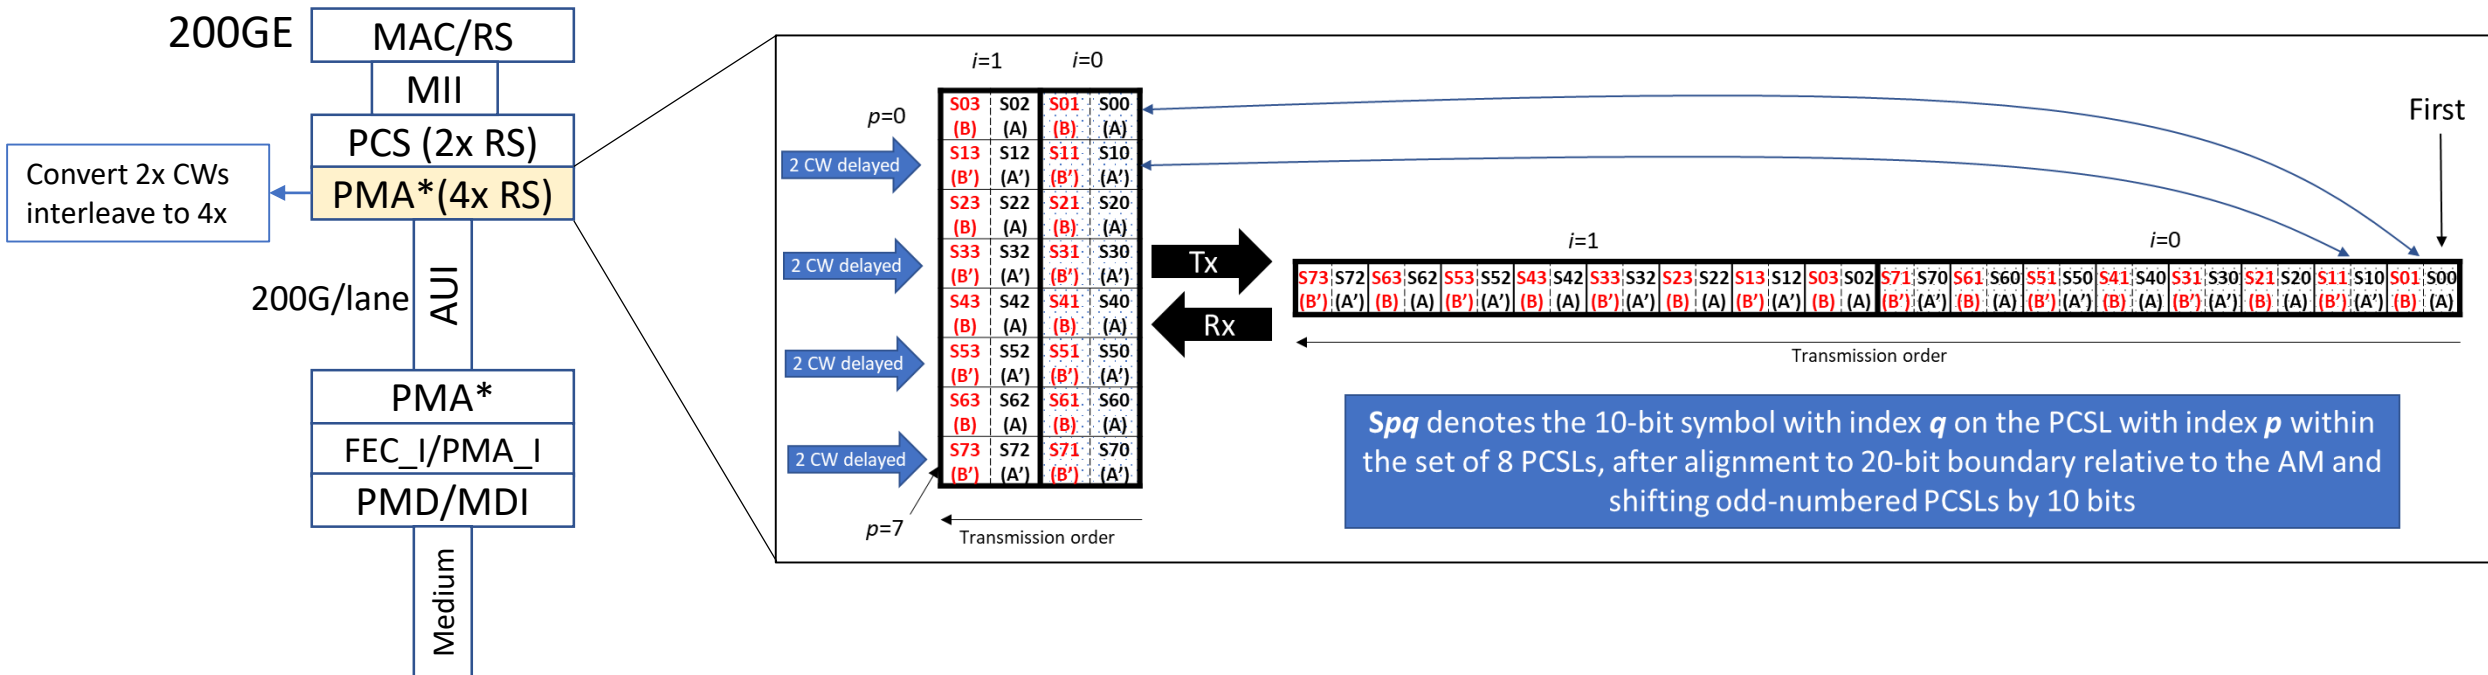 200GE
MAC/RS
MII
PCS (2x RS)
PMA*(4x RS)
Convert 2x CWs
interleave to 4x
200G/lane
AUI
PMA*
FEC_I/PMA_I
PMD/MDI
Medium
i=1 i=0
p=0
S03 S02 S01 S00
(B) (A) (B) (A)
2 CW delayed
S13 S12 S11 S10
(B') (A') (B') (A')
S23 S22 S21 S20
(B) (A) (B) (A)
2 CW delayed
S33 S32 S31 S30
(B') (A') (B') (A')
S43 S42 S41 S40
(B) (A) (B) (A)
2 CW delayed
S53 S52 S51 S50
(B') (A') (B') (A')
S63 S62 S61 S60
(B) (A) (B) (A)
2 CW delayed
S73 S72 S71 S70
(B') (A') (B') (A')
p=7
Transmission order
Tx
Rx
First
i=1 i=0
S73 S72 S63 S62 S53 S52 S43 S42 S33 S32 S23 S22 S13 S12 S03 S02 S71 S70 S61 S60 S51 S50 S41 S40 S31 S30 S21 S20 S11 S10 S01 S00
(B') (A') (B) (A) (B') (A') (B) (A) (B') (A') (B) (A) (B') (A') (B) (A) (B') (A') (B) (A) (B') (A') (B) (A) (B') (A') (B) (A) (B') (A') (B) (A)
Transmission order
Spq denotes the 10-bit symbol with index q on the PCSL with index p within
the set of 8 PCSLs, after alignment to 20-bit boundary relative to the AM and
shifting odd-numbered PCSLs by 10 bits